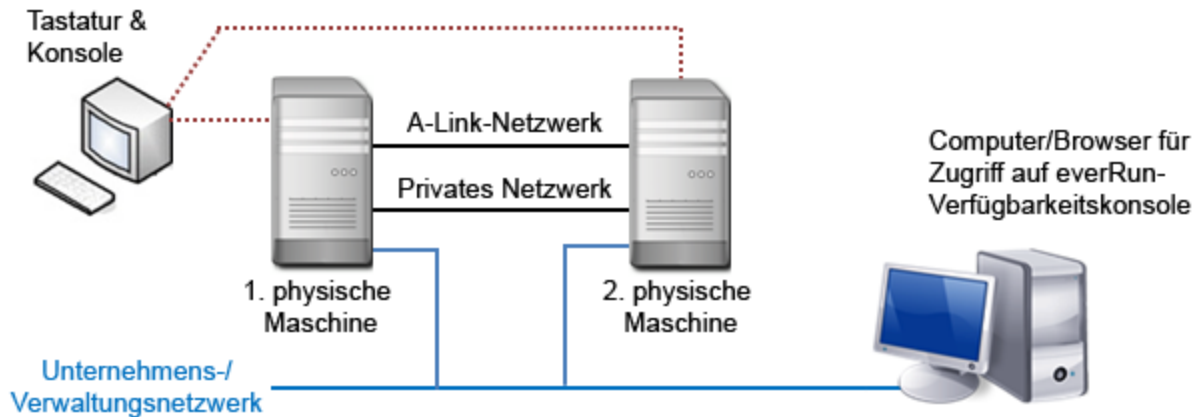 Tastatur &
Konsole
A-Link-Netzwerk
Privates Netzwerk
Computer/Browser für
Zugriff auf everRun-
Verfügbarkeitskonsole
1. physische
Maschine
2. physische
Maschine
Unternehmens-/
Verwaltungsnetzwerk